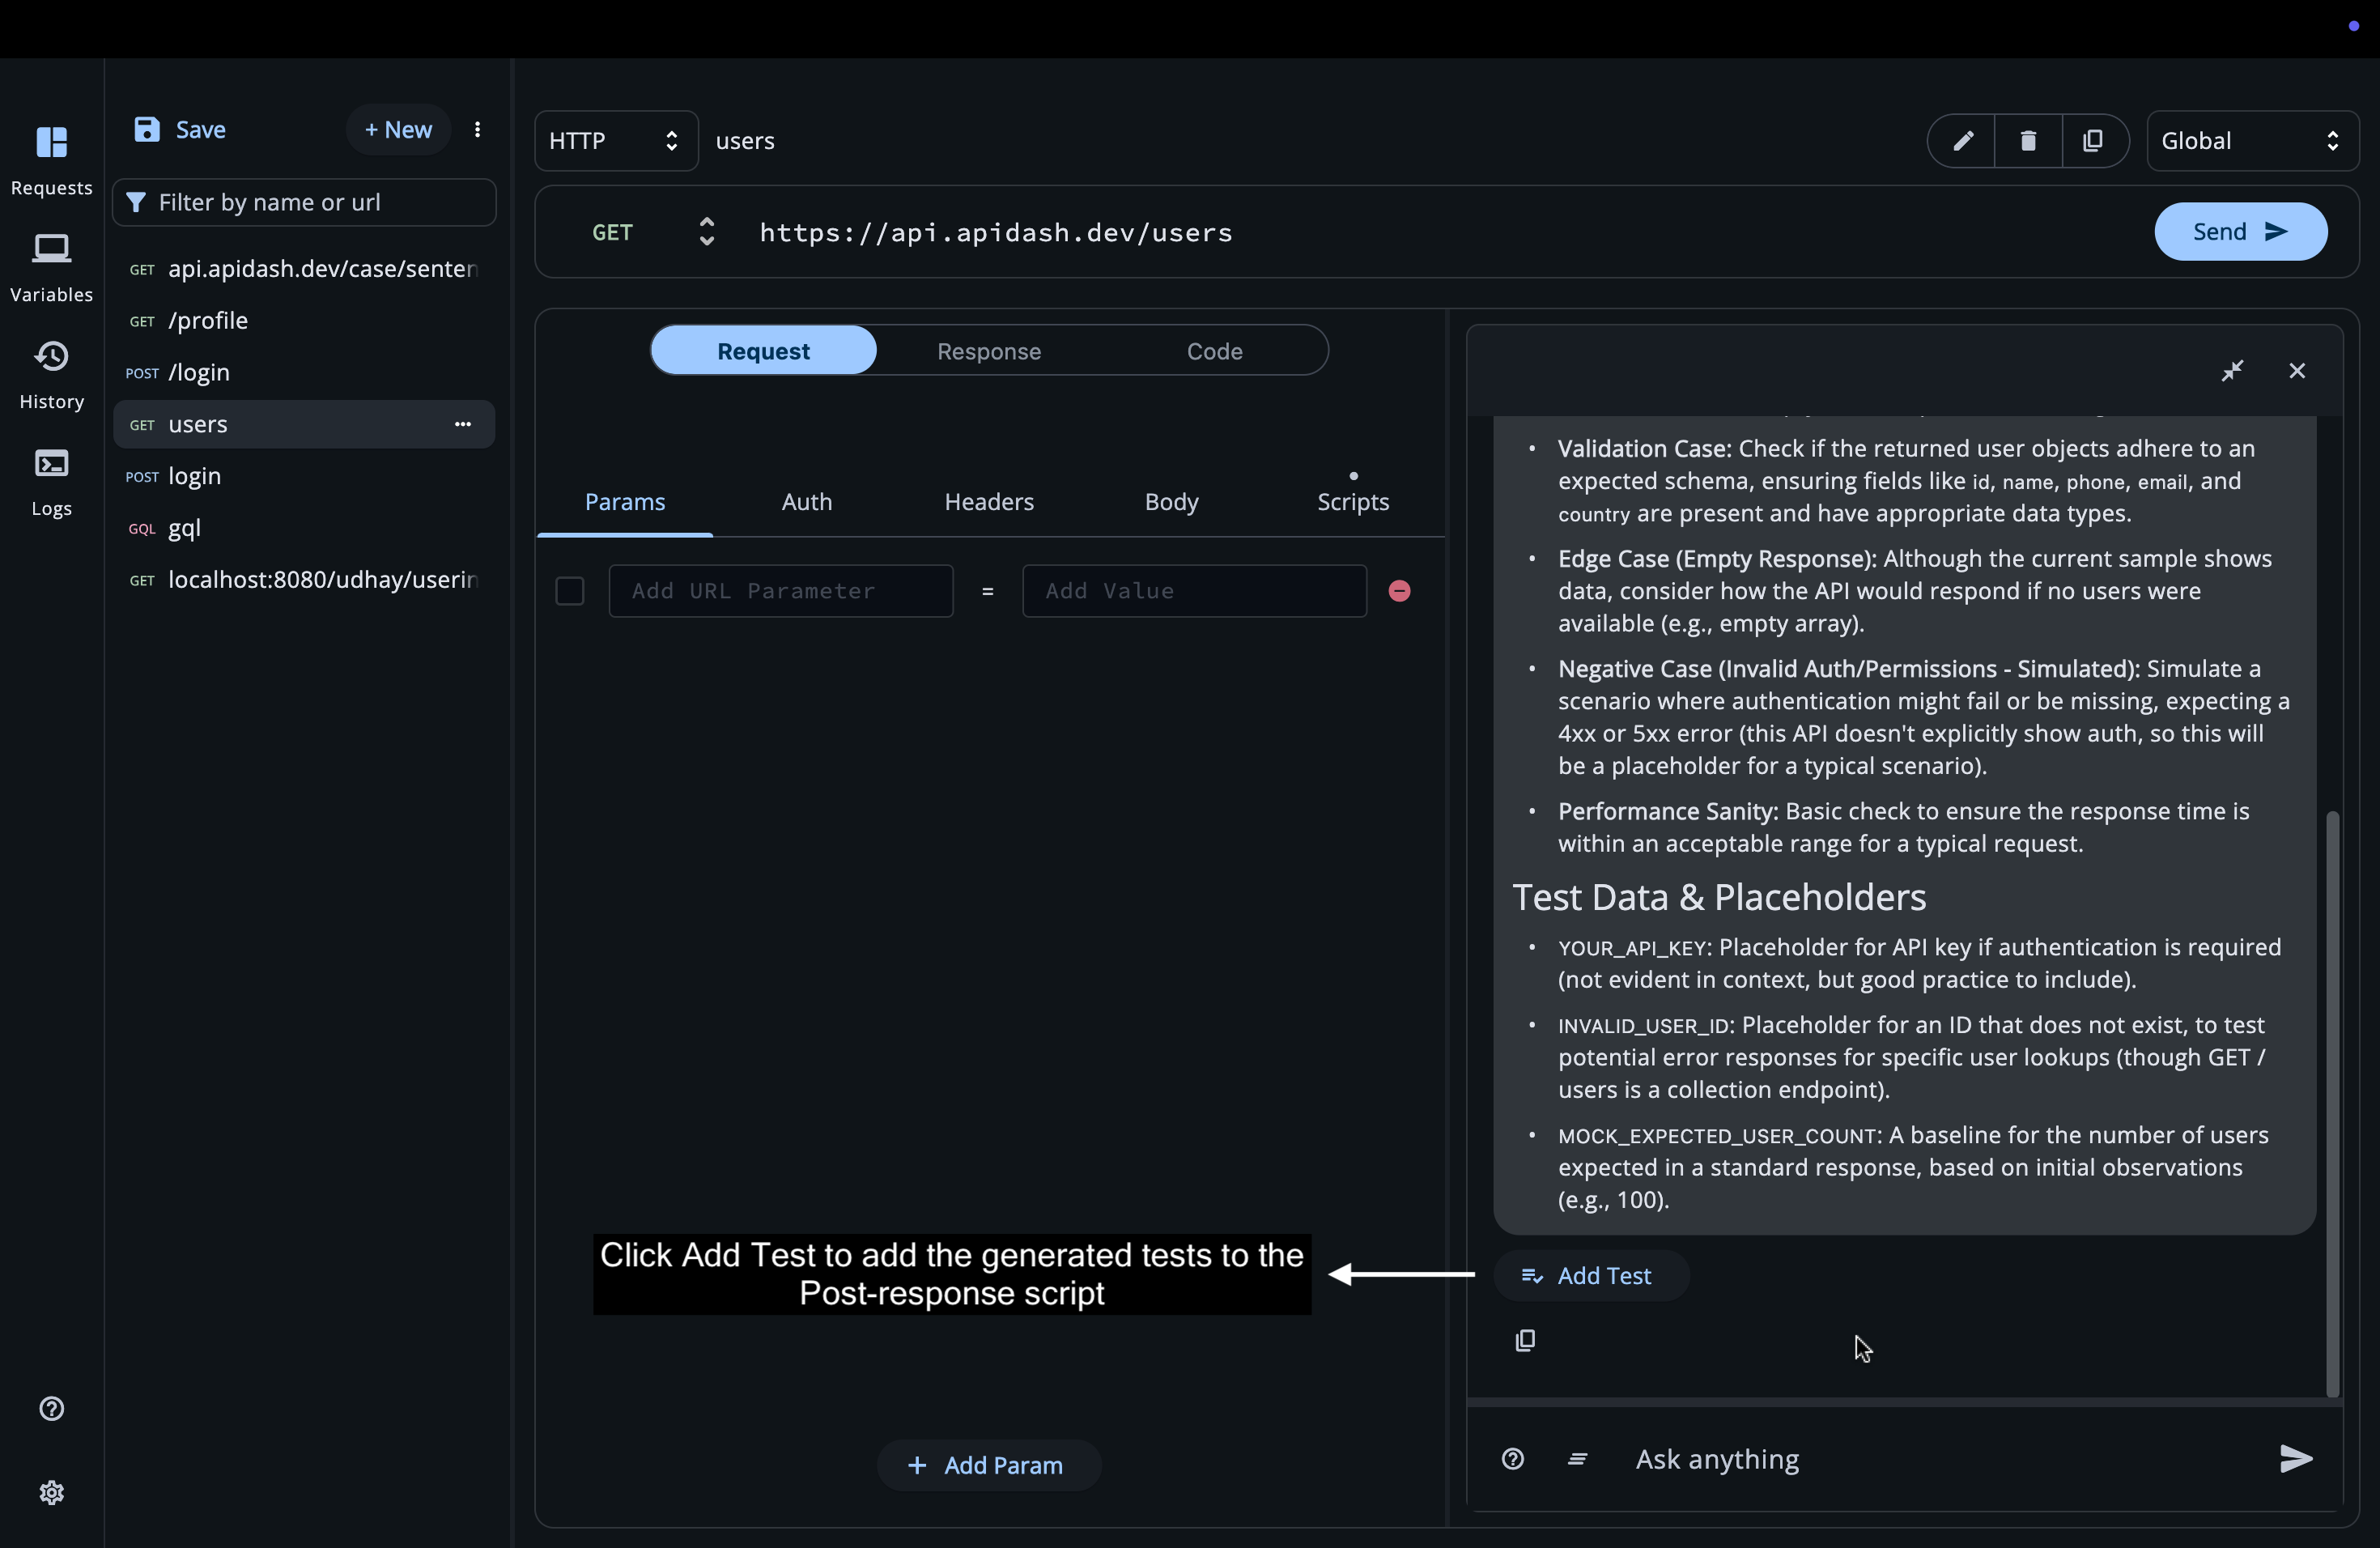 Requests
Variables
History
Logs
Save
+ New
Filter by name or url
GET api.apidash.dev/case/senten
GET /profile
POST /login
GET users
POST login
GQL gql
GET localhost:8080/udhay/userin
HTTP
users
Global
GET
https://api.apidash.dev/users
Send
Request
Response
Code
Params
Auth
Headers
Body
Scripts
Add URL Parameter
=
Add Value
Click Add Test to add the generated tests to the
Post-response script
+ Add Param
• Validation Case: Check if the returned user objects adhere to an
expected schema, ensuring fields like id, name, phone, email, and
country are present and have appropriate data types.
• Edge Case (Empty Response): Although the current sample shows
data, consider how the API would respond if no users were
available (e.g., empty array).
• Negative Case (Invalid Auth/Permissions - Simulated): Simulate a
scenario where authentication might fail or be missing, expecting a
4xx or 5xx error (this API doesn't explicitly show auth, so this will
be a placeholder for a typical scenario).
• Performance Sanity: Basic check to ensure the response time is
within an acceptable range for a typical request.
Test Data & Placeholders
• YOUR_API_KEY: Placeholder for API key if authentication is required
(not evident in context, but good practice to include).
• INVALID_USER_ID: Placeholder for an ID that does not exist, to test
potential error responses for specific user lookups (though GET /
users is a collection endpoint).
• MOCK_EXPECTED_USER_COUNT: A baseline for the number of users
expected in a standard response, based on initial observations
(e.g., 100).
Add Test
Ask anything